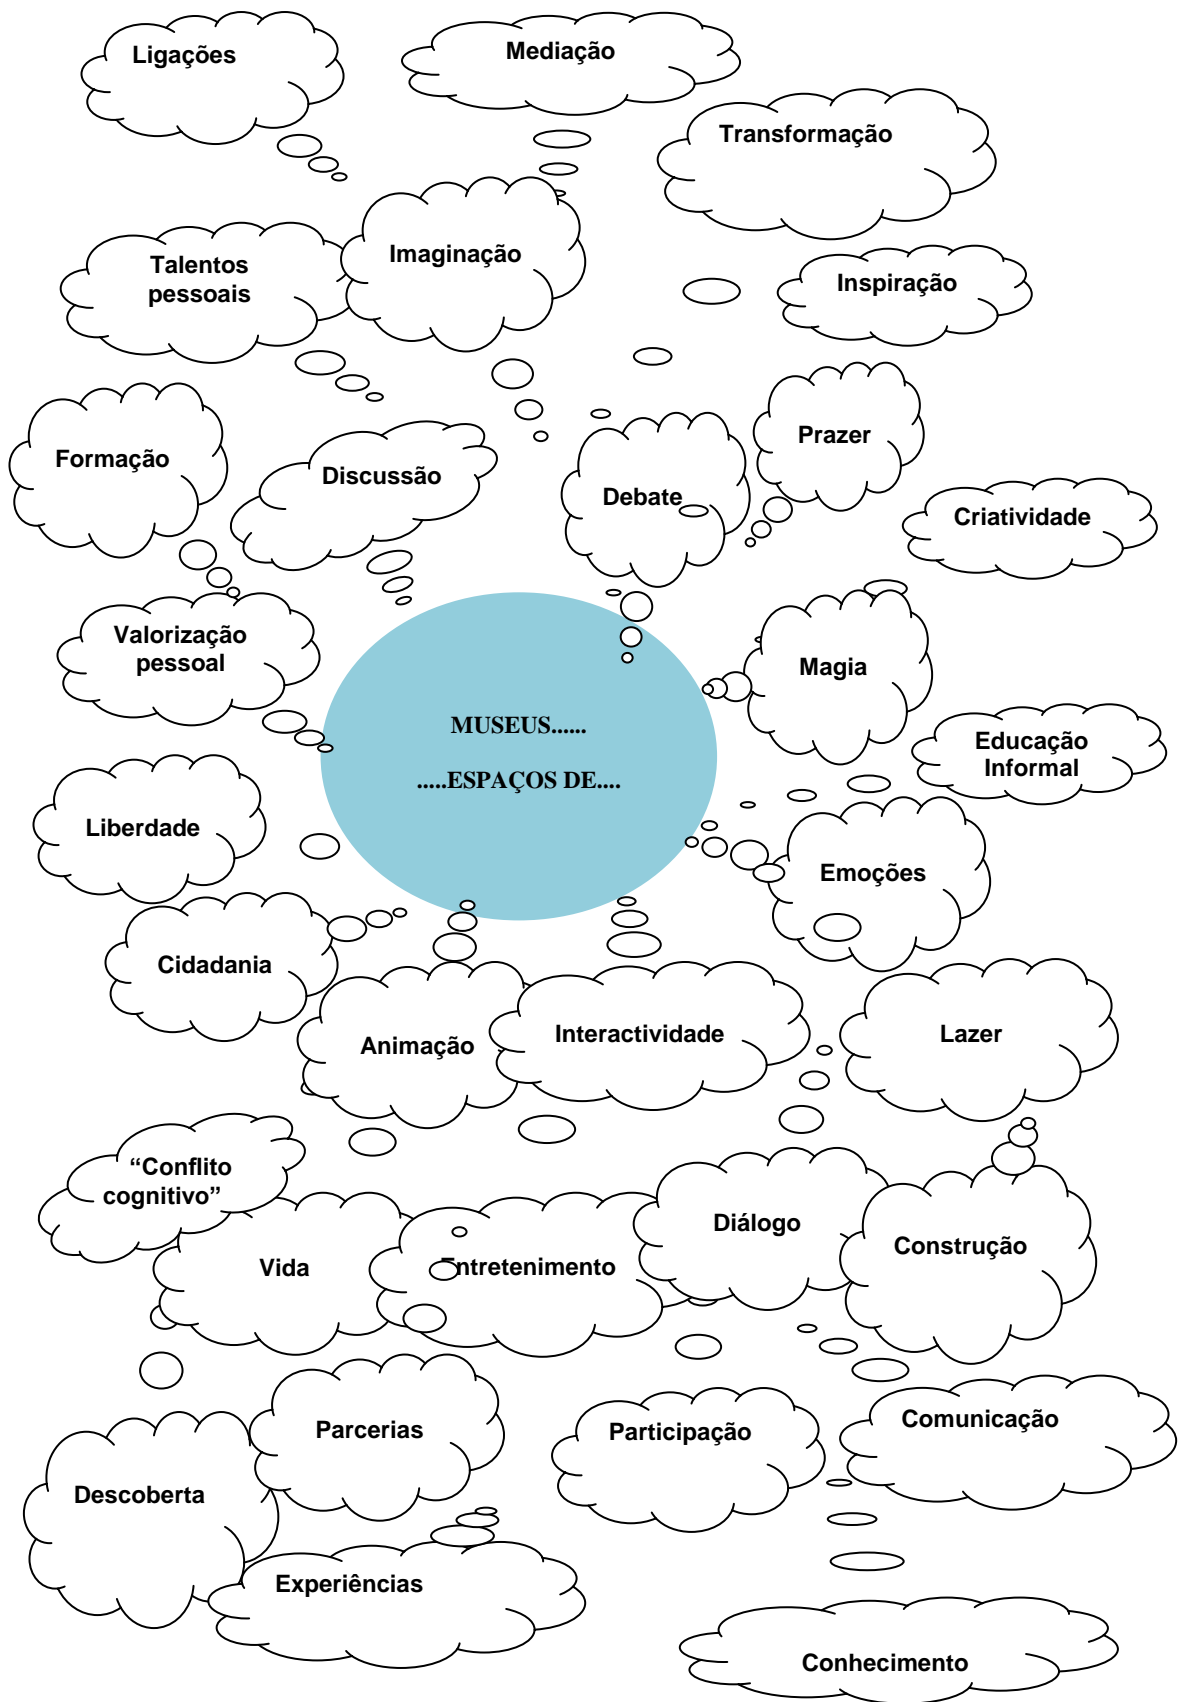 Ligações
Mediação
Transformação
Talentos
pessoais
Imaginação
Inspiração
Formação
Discussão
Debate
Prazer
Criatividade
Valorização
pessoal
Magia
MUSEUS......
.....ESPAÇOS DE....
Educação
Informal
Liberdade
Emoções
Cidadania
Animação
Interactividade
Lazer
“Conflito
cognitivo”
Vida
Entretenimento
Diálogo
Construção
Parcerias
Participação
Comunicação
Descoberta
Experiências
Conhecimento